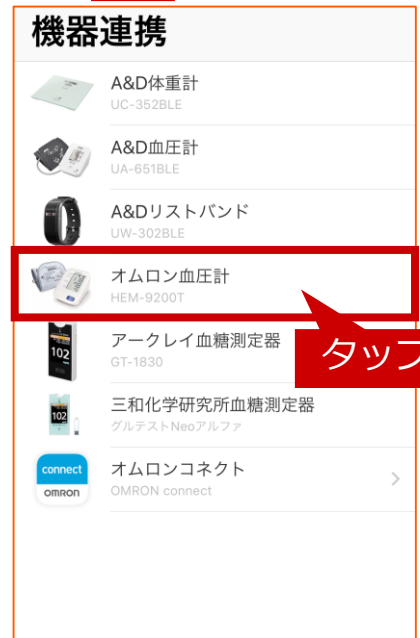 機器連携
A&D体重計
UC-352BLE
A&D血圧計
UA-651BLE
A&Dリストバンド
UW-302BLE
オムロン血圧計
HEM-9200T
アークレイ血糖測定器
102
GT-1830
タップ
三和化学研究所血糖測定器
102
グルテストNeoアルファ
connect
OMRON
オムロンコネクト
OMRON connect